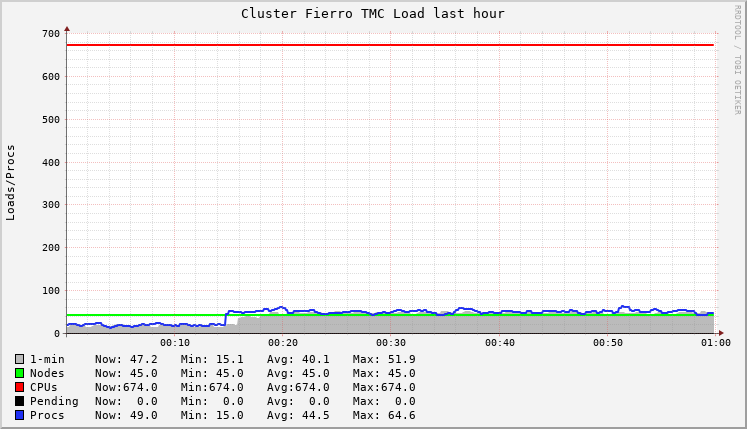 Cluster Fierro TMC Load last hour
RRDTOOL / TOBI OETIKER
Loads/Procs
700
600
500
400
300
200
100
0
00:10 00:20 00:30 00:40 00:50 01:00
1-min Now: 47.2 Min: 15.1 Avg: 40.1 Max: 51.9
Nodes Now: 45.0 Min: 45.0 Avg: 45.0 Max: 45.0
CPUs Now:674.0 Min:674.0 Avg:674.0 Max:674.0
Pending Now: 0.0 Min: 0.0 Avg: 0.0 Max: 0.0
Procs Now: 49.0 Min: 15.0 Avg: 44.5 Max: 64.6